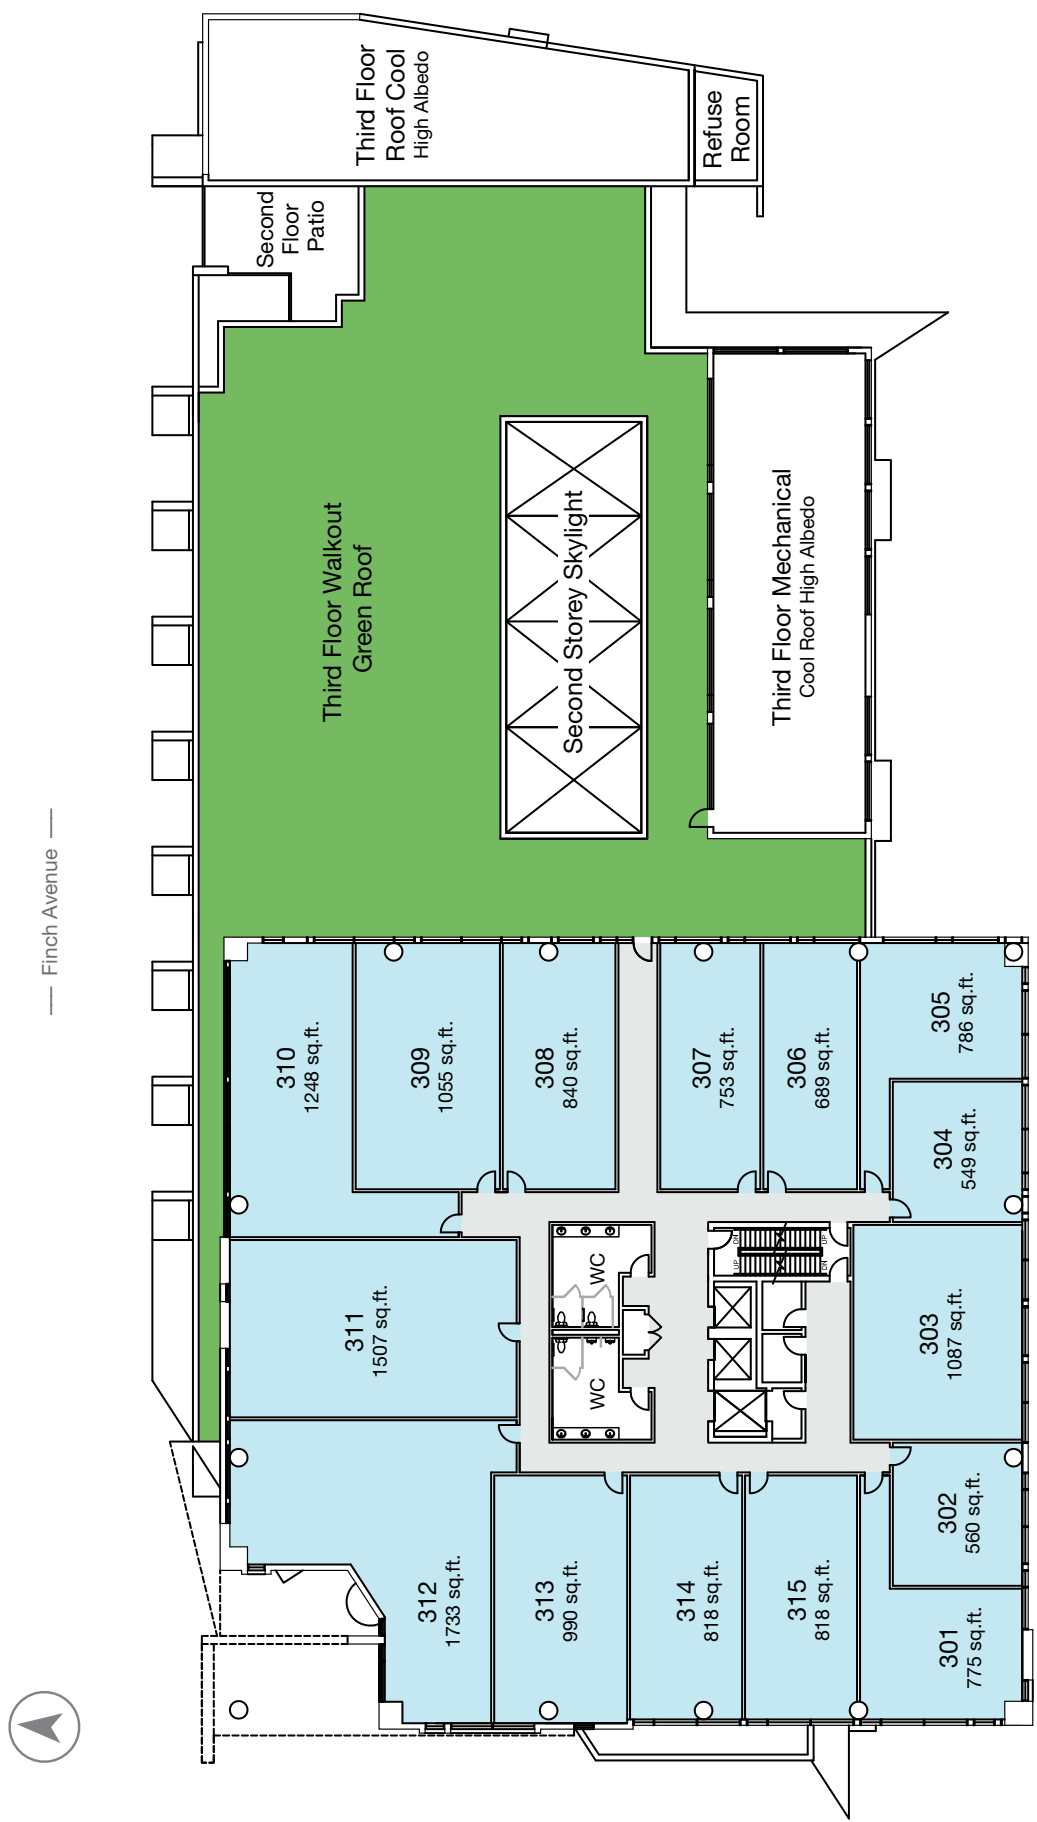 Finch Avenue
Third Floor
Roof Cool
High Albedo
Refuse
Room
Second
Floor
Patio
Third Floor Walkout
Green Roof
Second Storey Skylight
Third Floor Mechanical
Cool Roof High Albedo
310
1248 sq.ft.
309
1055 sq.ft.
308
840 sq.ft.
307
753 sq.ft.
306
689 sq.ft.
305
786 sq.ft.
304
549 sq.ft.
311
1507 sq.ft.
WC
WC
UP
DN
UP
DN
303
1087 sq.ft.
312
1733 sq.ft.
313
990 sq.ft.
314
818 sq.ft.
315
818 sq.ft.
302
560 sq.ft.
301
775 sq.ft.